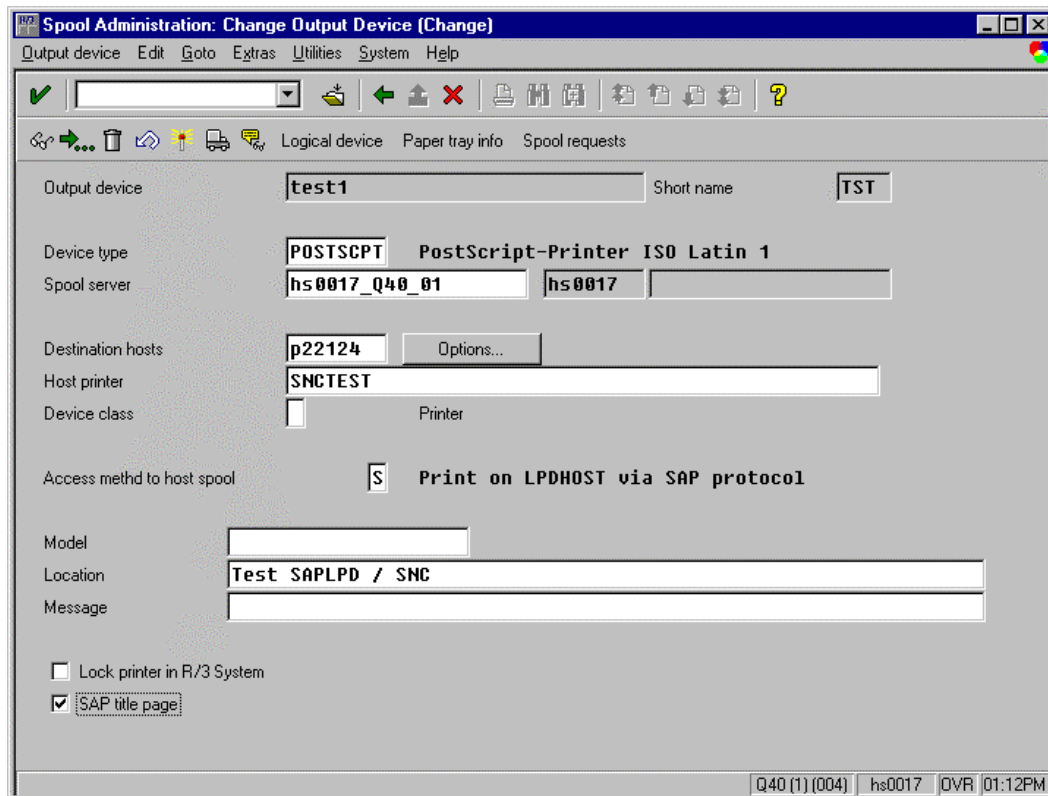 Spool Administration: Change Output Device (Change)
Output device Edit Goto Extras Utilities System Help
Logical device Paper tray info Spool requests
Output device test1 Short name TST
Device type POSTSCPT PostScript-Printer ISO Latin 1
Spool server hs0017_Q40_01 hs0017
Destination hosts p22124 Options...
Host printer SNCTEST
Device class Printer
Access methd to host spool S Print on LPDHOST via SAP protocol
Model
Location Test SAPLPD / SNC
Message
Lock printer in R/3 System
SAP title page
Q40 (1) (004) hs0017 OVR 01:12PM